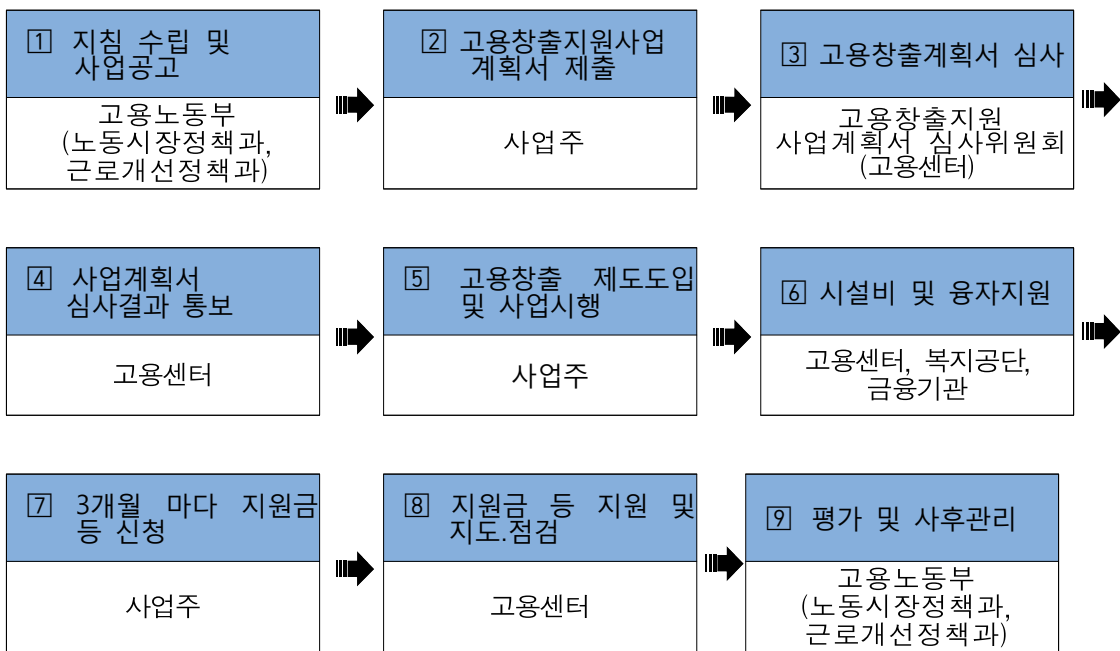 1 지침 수립 및
사업공고
고용노동부
(노동시장정책과,
근로개선정책과)
2 고용창출지원사업
계획서 제출
사업주
3 고용창출계획서 심사
고용창출지원
사업계획서 심사위원회
(고용센터)
4 사업계획서
심사결과 통보
고용센터
5 고용창출 제도도입
및 사업시행
사업주
6 시설비 및 융자지원
고용센터, 복지공단,
금융기관
7 3개월 마다 지원금
등 신청
사업주
8 지원금 등 지원 및
지도.점검
고용센터
9 평가 및 사후관리
고용노동부
(노동시장정책과,
근로개선정책과)